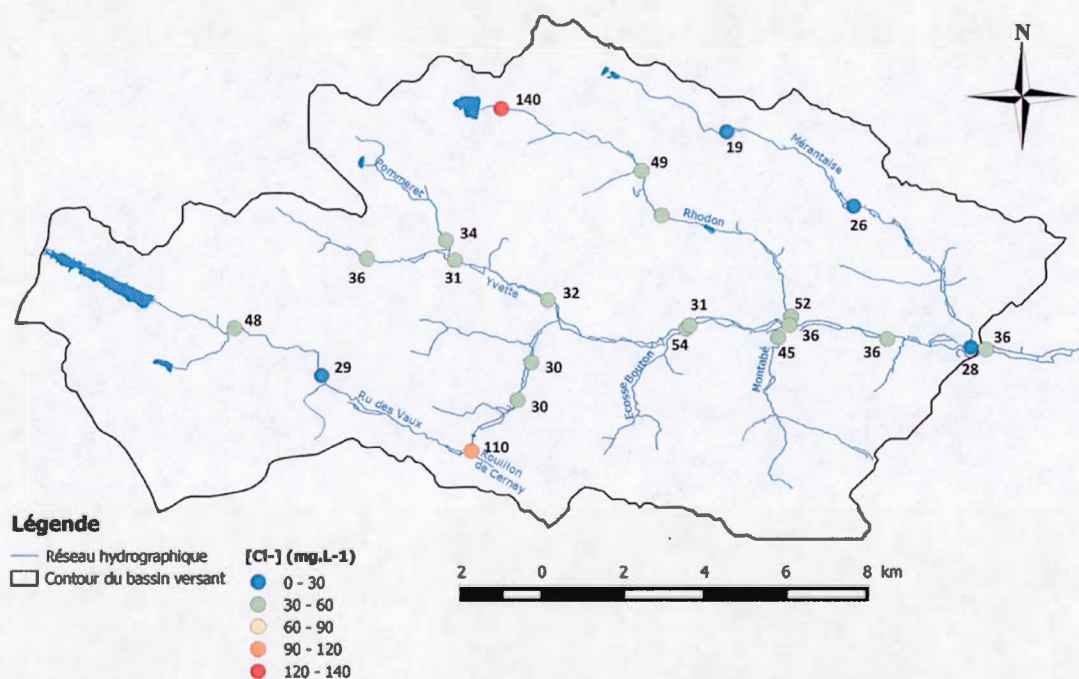 N
140
19
Mérantaise
49
26
Pommeret
Rhodon
34
36
31
Yvette
32
48
31
52
54
36
45
36
36
28
29
30
Ecosse Bouton
Montabé
30
Ru des Vaux
110
Rouillon
de Cernay
Légende
Réseau hydrographique
Contour du bassin versant
[Cl-] (mg.L-1)
0 - 30
30 - 60
60 - 90
90 - 120
120 - 140
2 0 2 4 6 8 km